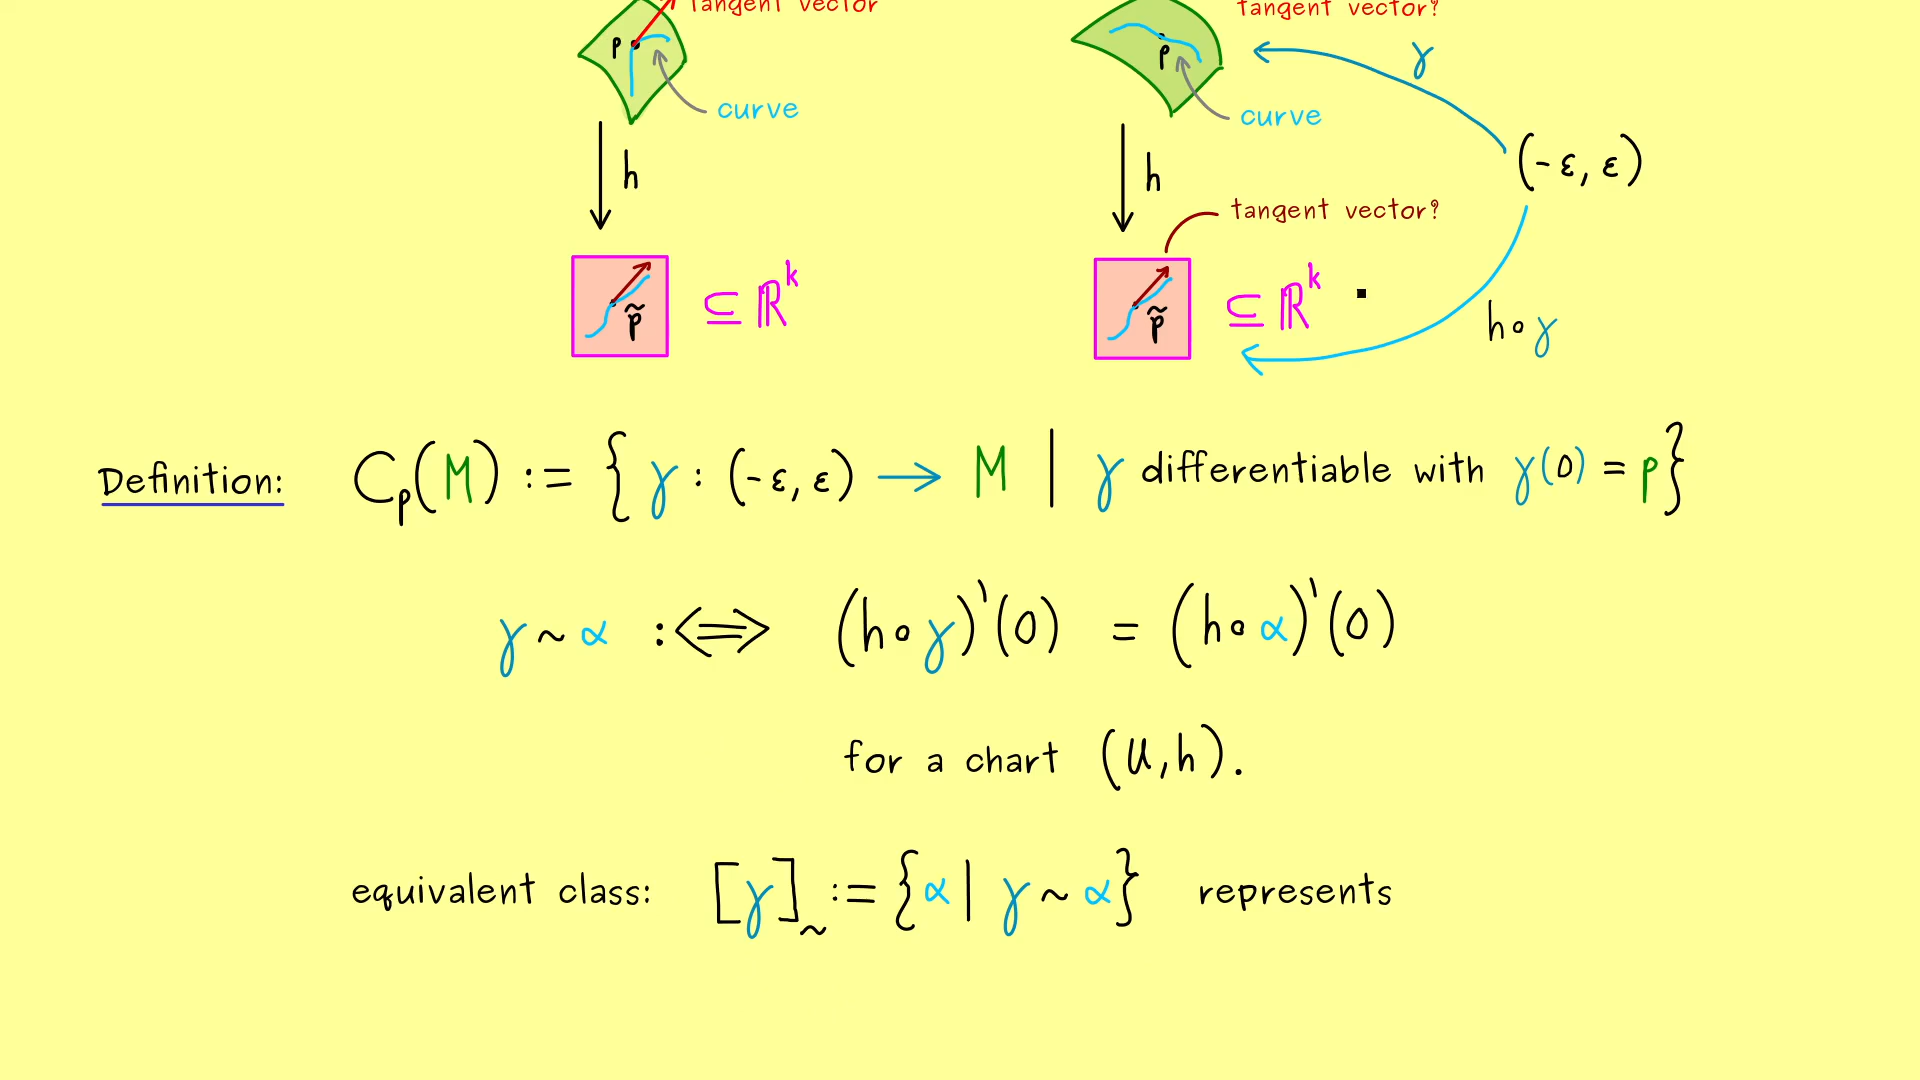 tangent vector
tangent vector?
p
p
γ
curve
curve
(-ε, ε)
h
h
tangent vector?
p̃ ⊆ ℝᵏ
p̃ ⊆ ℝᵏ
h∘γ
Definition: Cₚ(M) := { γ : (-ε, ε) → M | γ differentiable with γ(0) = p }
γ ~ α :⟺ (h∘γ)'(0) = (h∘α)'(0)
for a chart (U, h).
equivalent class: [γ]~ := {α | γ ~ α} represents